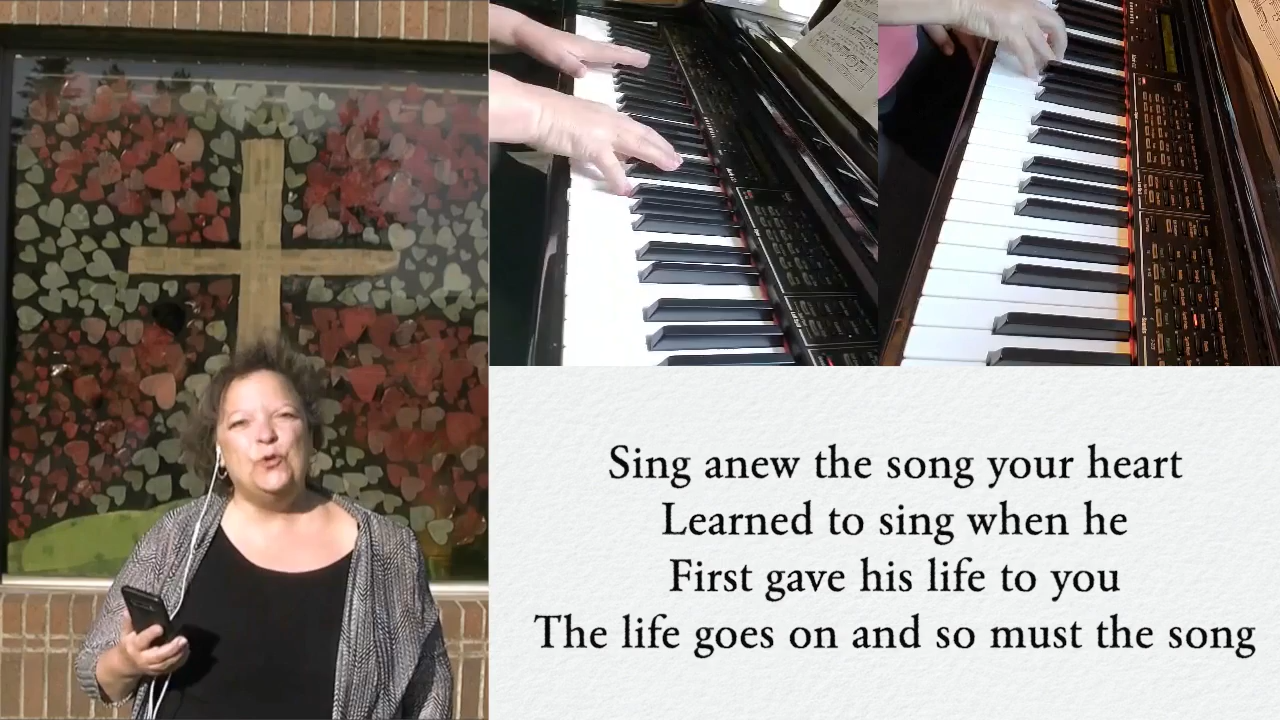 Sing anew the song your heart
Learned to sing when he
First gave his life to you
The life goes on and so must the song